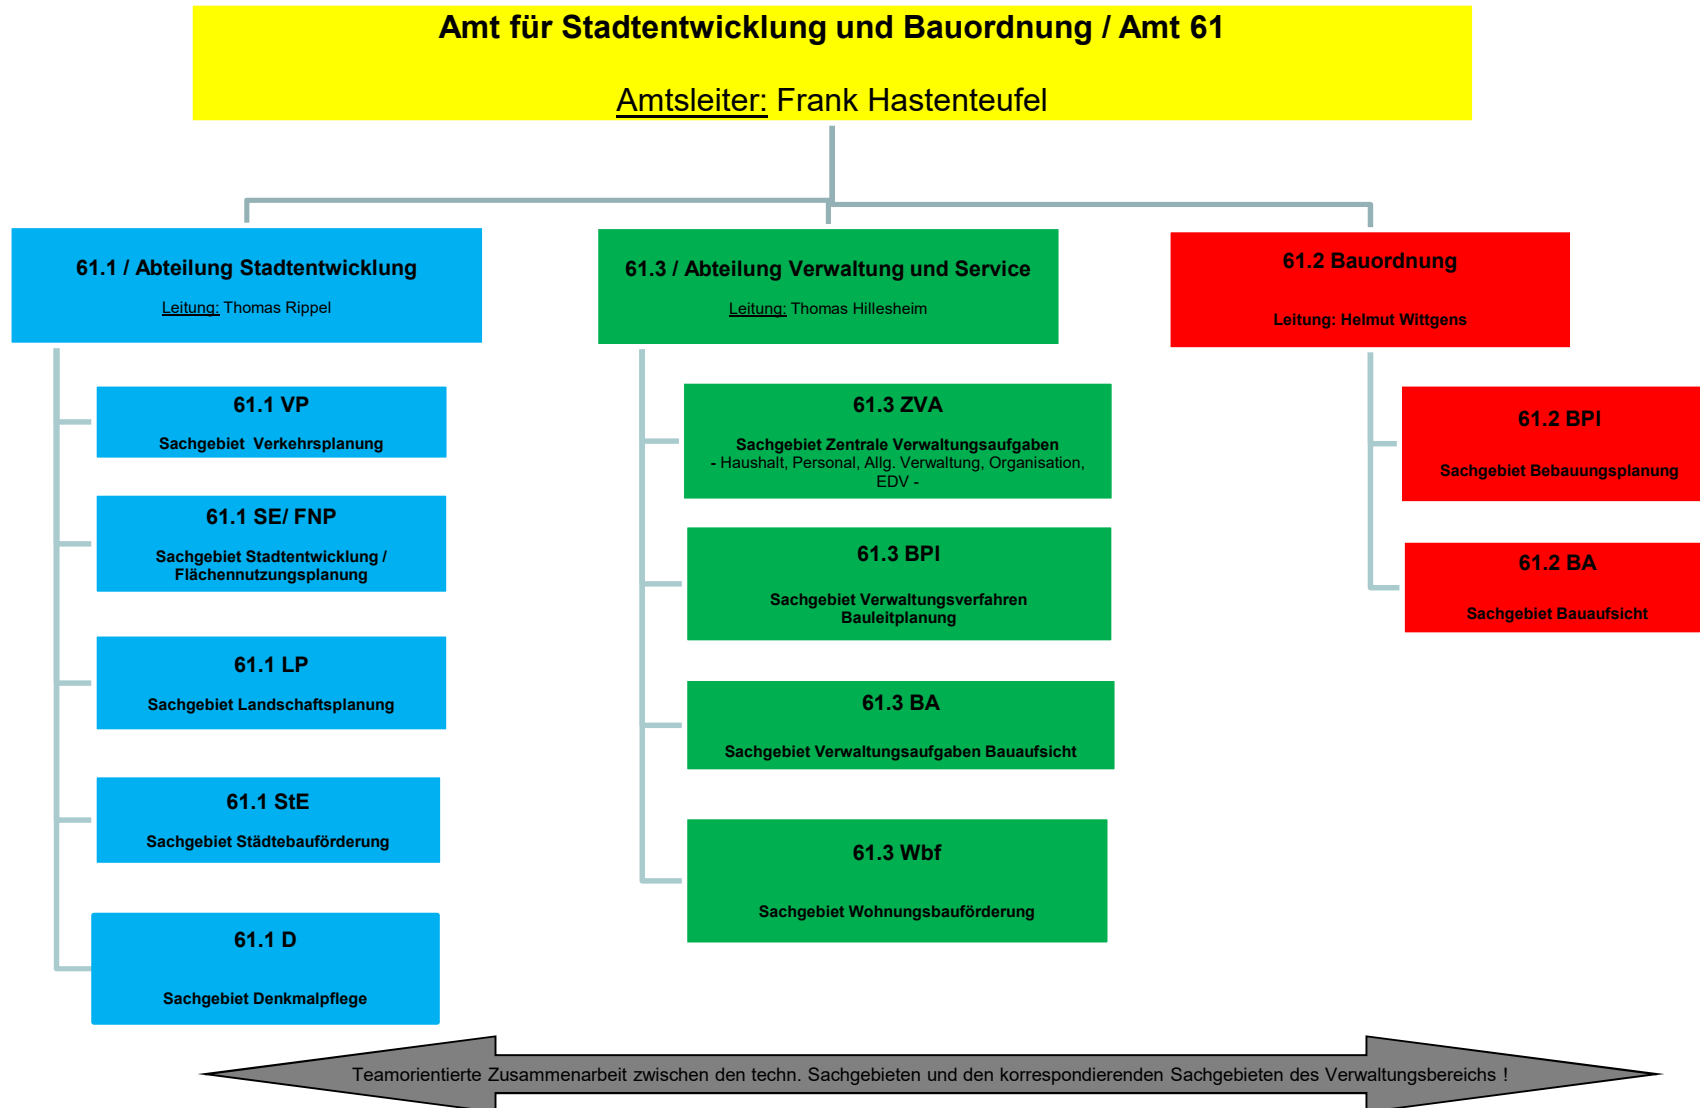 Amt für Stadtentwicklung und Bauordnung / Amt 61
Amtsleiter: Frank Hastenteufel
61.1 / Abteilung Stadtentwicklung
Leitung: Thomas Rippel
61.1 VP
Sachgebiet Verkehrsplanung
61.1 SE/ FNP
Sachgebiet Stadtentwicklung /
Flächennutzungsplanung
61.1 LP
Sachgebiet Landschaftsplanung
61.1 StE
Sachgebiet Städtebauförderung
61.1 D
Sachgebiet Denkmalpflege
61.3 / Abteilung Verwaltung und Service
Leitung: Thomas Hillesheim
61.3 ZVA
Sachgebiet Zentrale Verwaltungsaufgaben
- Haushalt, Personal, Allg. Verwaltung, Organisation,
EDV -
61.3 BPl
Sachgebiet Verwaltungsverfahren
Bauleitplanung
61.3 BA
Sachgebiet Verwaltungsaufgaben Bauaufsicht
61.3 Wbf
Sachgebiet Wohnungsbauförderung
61.2 Bauordnung
Leitung: Helmut Wittgens
61.2 BPl
Sachgebiet Bebauungsplanung
61.2 BA
Sachgebiet Bauaufsicht
Teamorientierte Zusammenarbeit zwischen den techn. Sachgebieten und den korrespondierenden Sachgebieten des Verwaltungsbereichs !